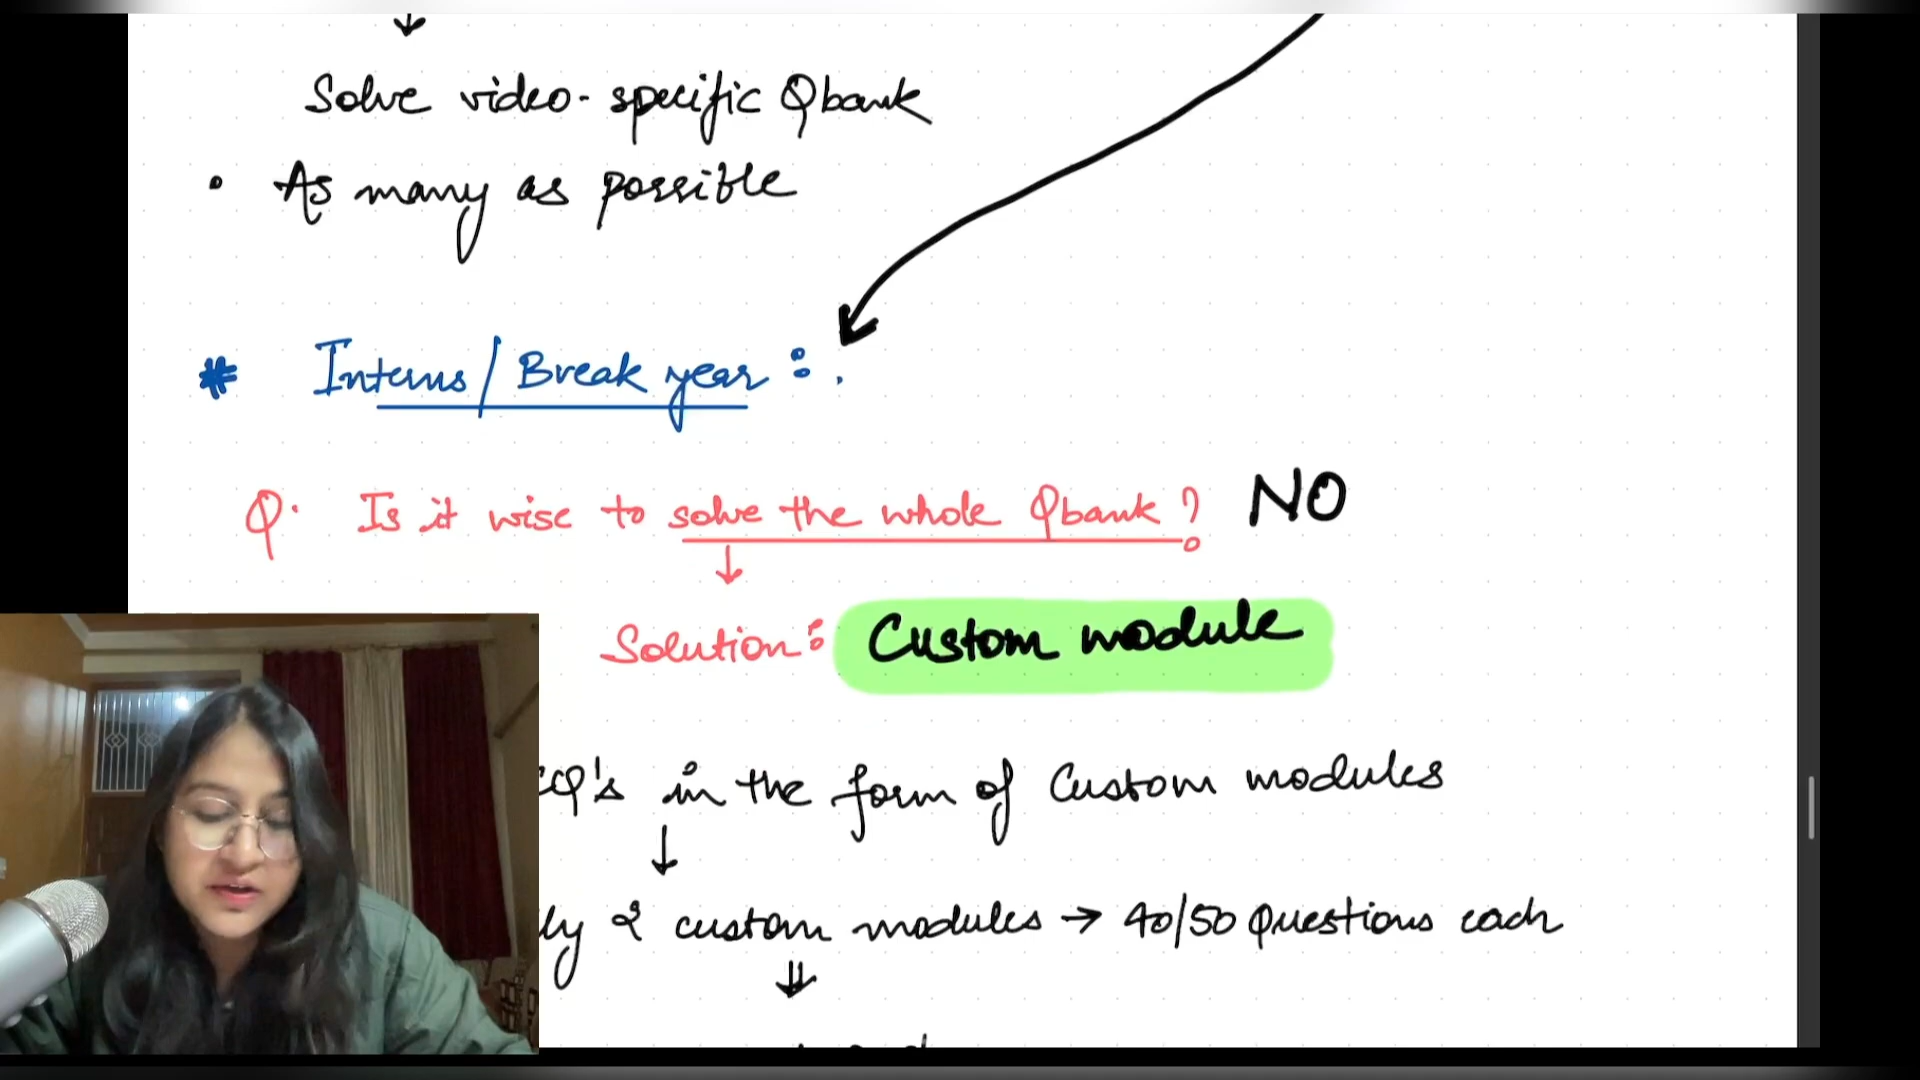 ↓
Solve video-specific Qbank
• As many as possible
# Interns/Break year :.
Q. Is it wise to solve the whole Qbank? NO
↓
Solution: Custom module
in the form of Custom modules
↓
2 custom modules → 40/50 Questions each
⇓